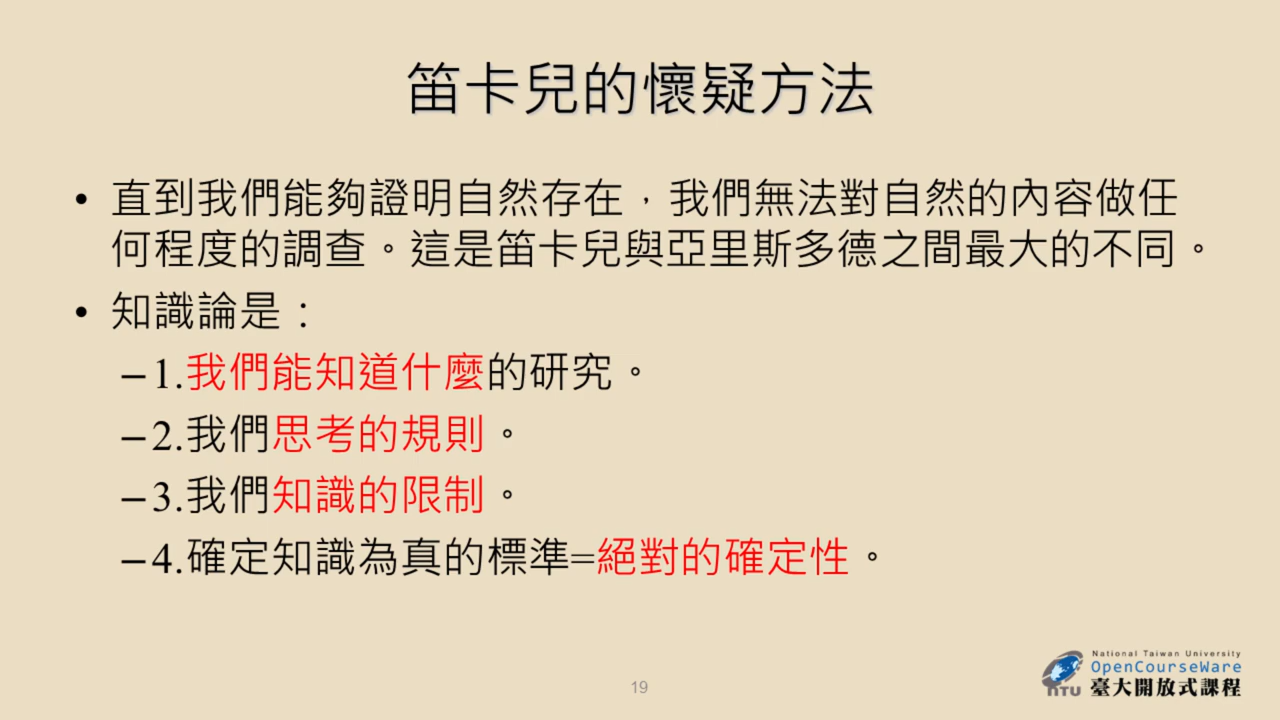 笛卡兒的懷疑方法
• 直到我們能夠證明自然存在，我們無法對自然的內容做任
何程度的調查。這是笛卡兒與亞里斯多德之間最大的不同。
• 知識論是：
–1.我們能知道什麼的研究。
–2.我們思考的規則。
–3.我們知識的限制。
–4.確定知識為真的標準=絕對的確定性。
19
National Taiwan University
OpenCourseWare
NTU 臺大開放式課程